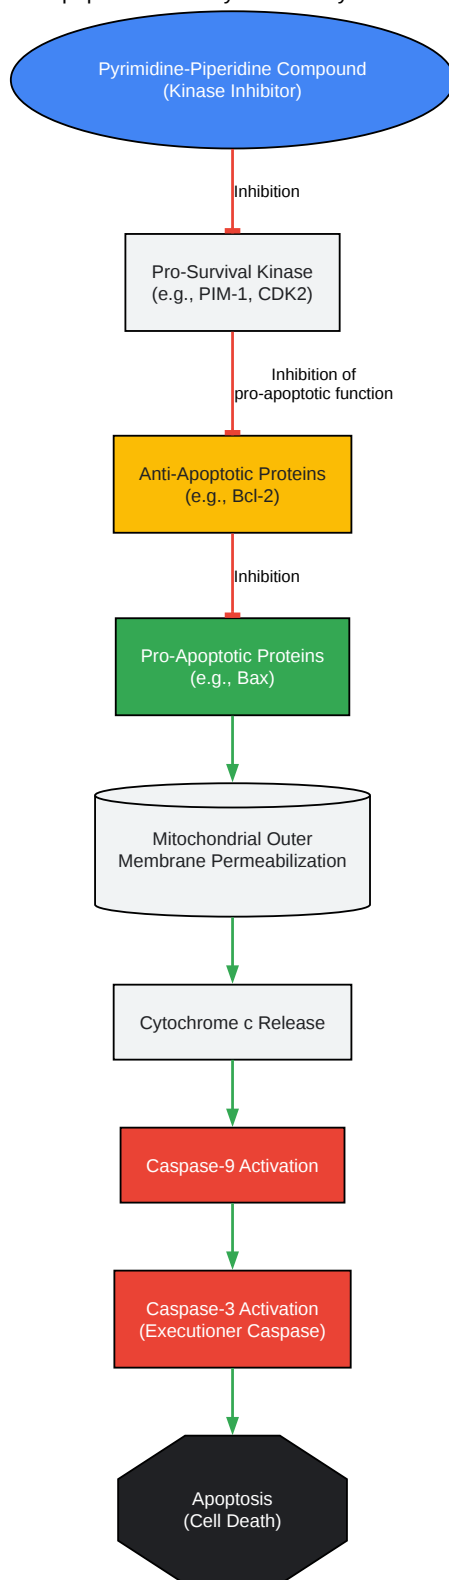 Pyrimidine-Piperidine Compound
(Kinase Inhibitor)
Inhibition
Pro-Survival Kinase
(e.g., PIM-1, CDK2)
Inhibition of
pro-apoptotic function
Anti-Apoptotic Proteins
(e.g., Bcl-2)
Inhibition
Pro-Apoptotic Proteins
(e.g., Bax)
Mitochondrial Outer
Membrane Permeabilization
Cytochrome c Release
Caspase-9 Activation
Caspase-3 Activation
(Executioner Caspase)
Apoptosis
(Cell Death)